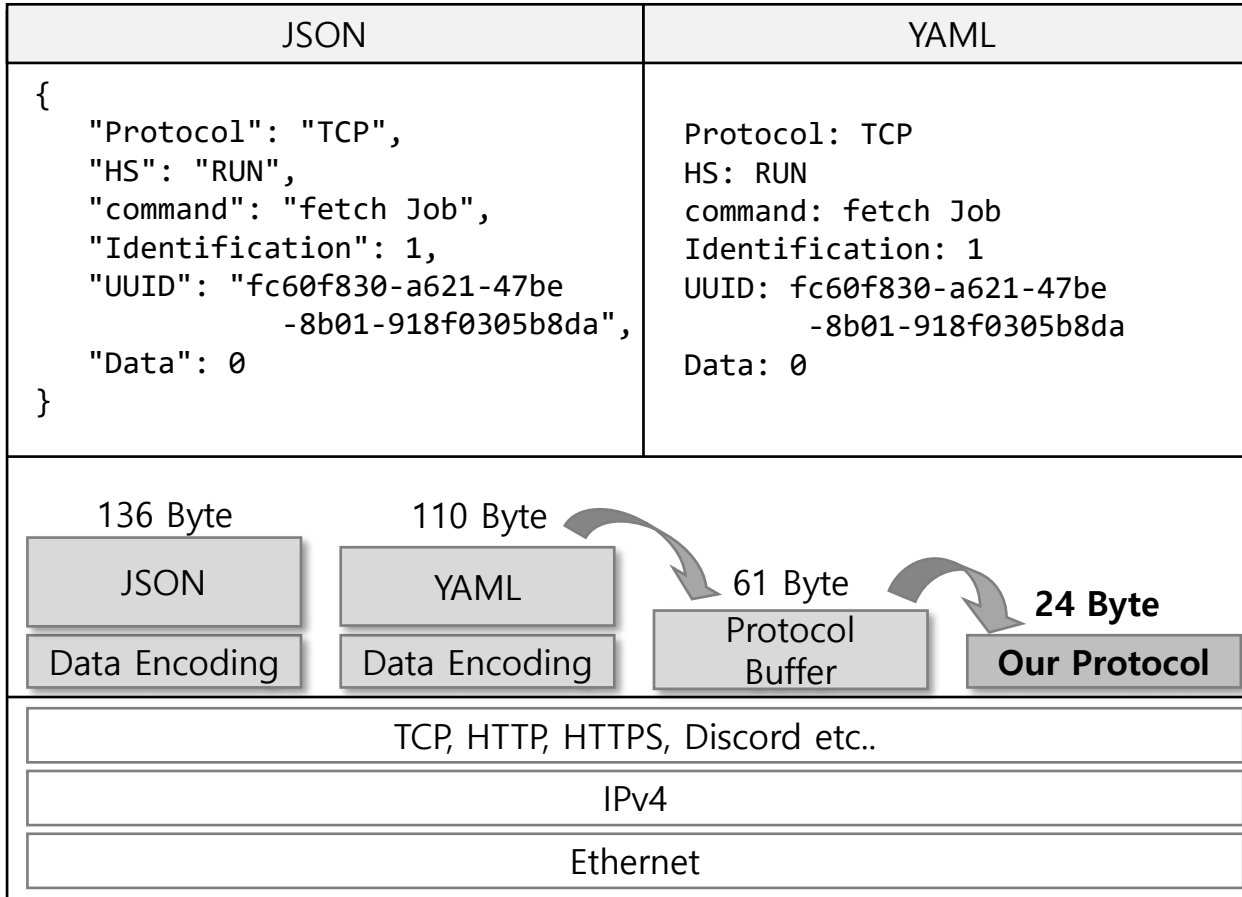 JSON
YAML
{
"Protocol": "TCP",
"HS": "RUN",
"command": "fetch Job",
"Identification": 1,
"UUID": "fc60f830-a621-47be
-8b01-918f0305b8da",
"Data": 0
}
Protocol: TCP
HS: RUN
command: fetch Job
Identification: 1
UUID: fc60f830-a621-47be
-8b01-918f0305b8da
Data: 0
136 Byte
JSON
Data Encoding
110 Byte
YAML
Data Encoding
61 Byte
Protocol
Buffer
24 Byte
Our Protocol
TCP, HTTP, HTTPS, Discord etc..
IPv4
Ethernet